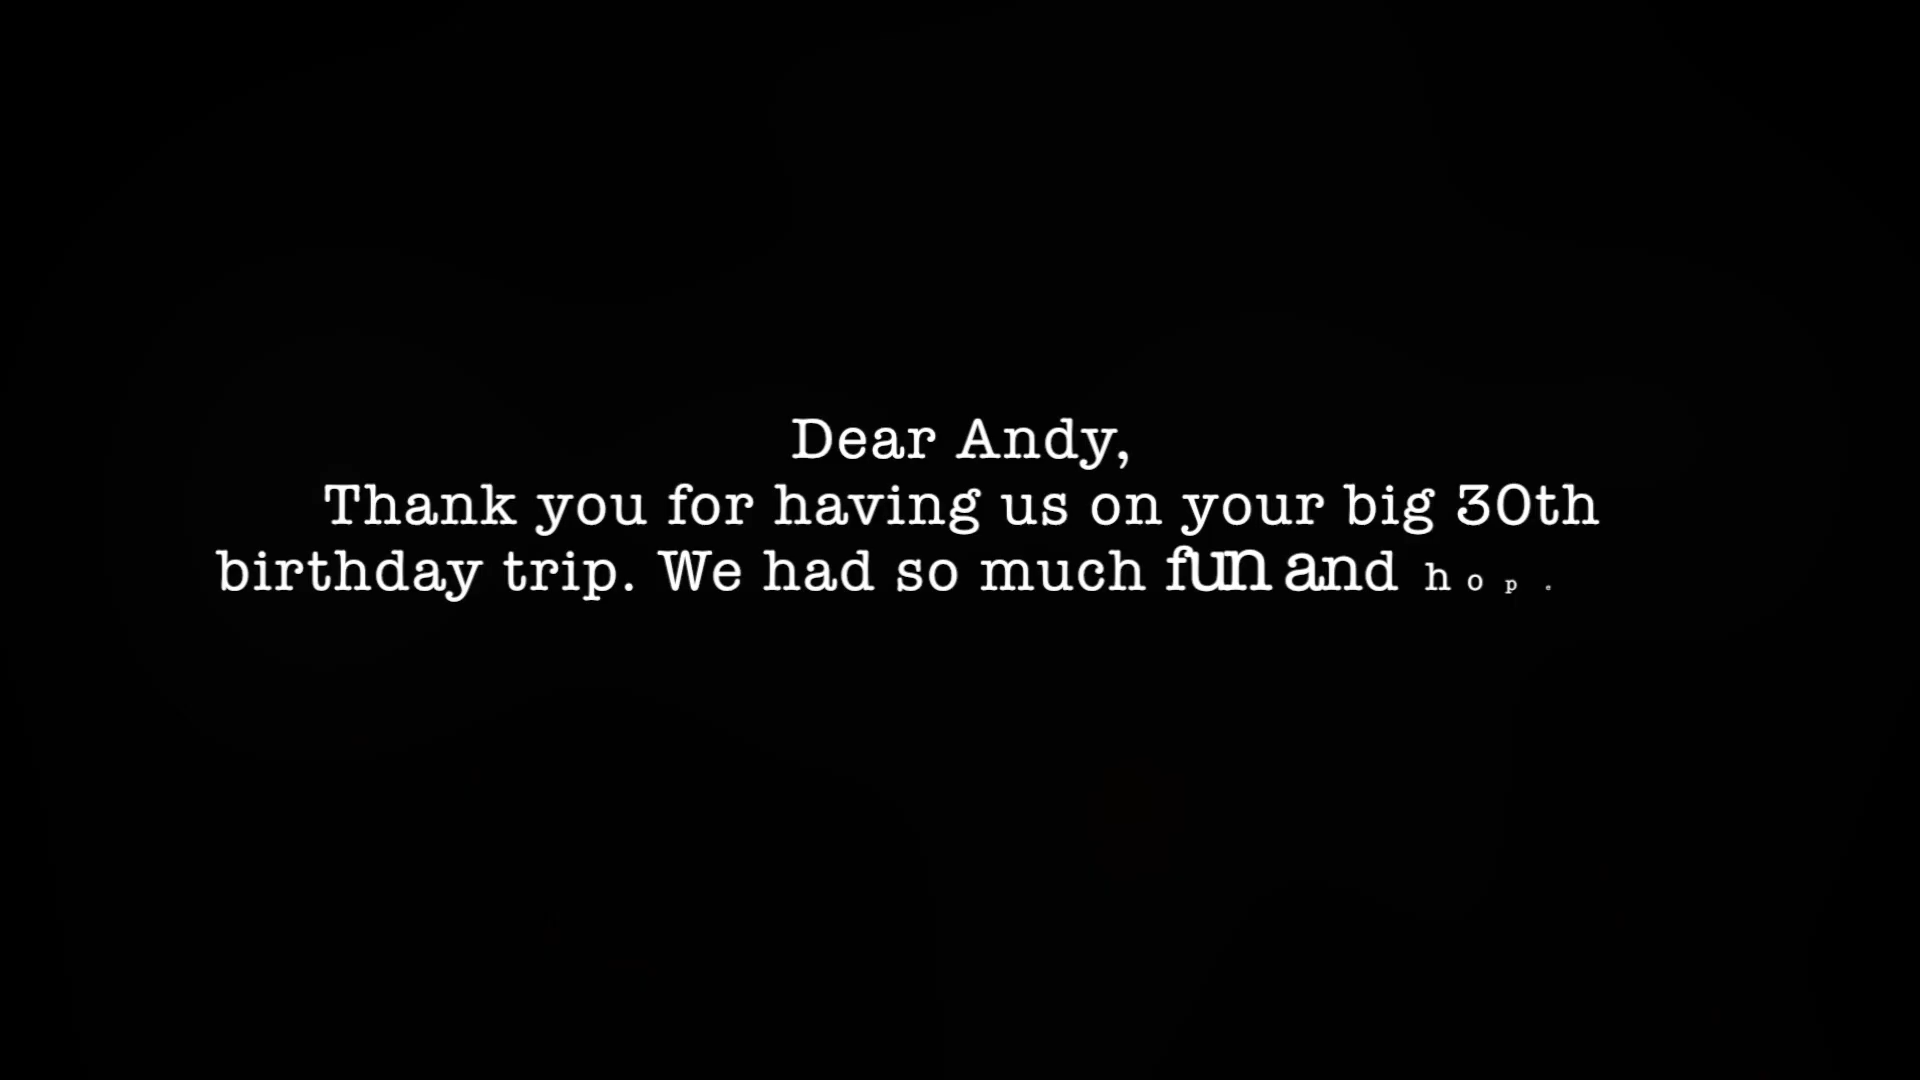 Dear Andy,
Thank you for having us on your big 30th
birthday trip. We had so much fun and hop